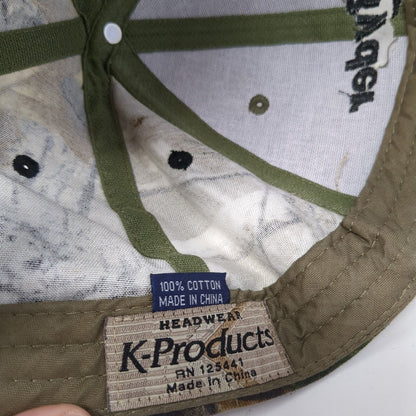 100% COTTON
MADE IN CHINA
HEADWEAR
K-Products
RN 125441
Made in China